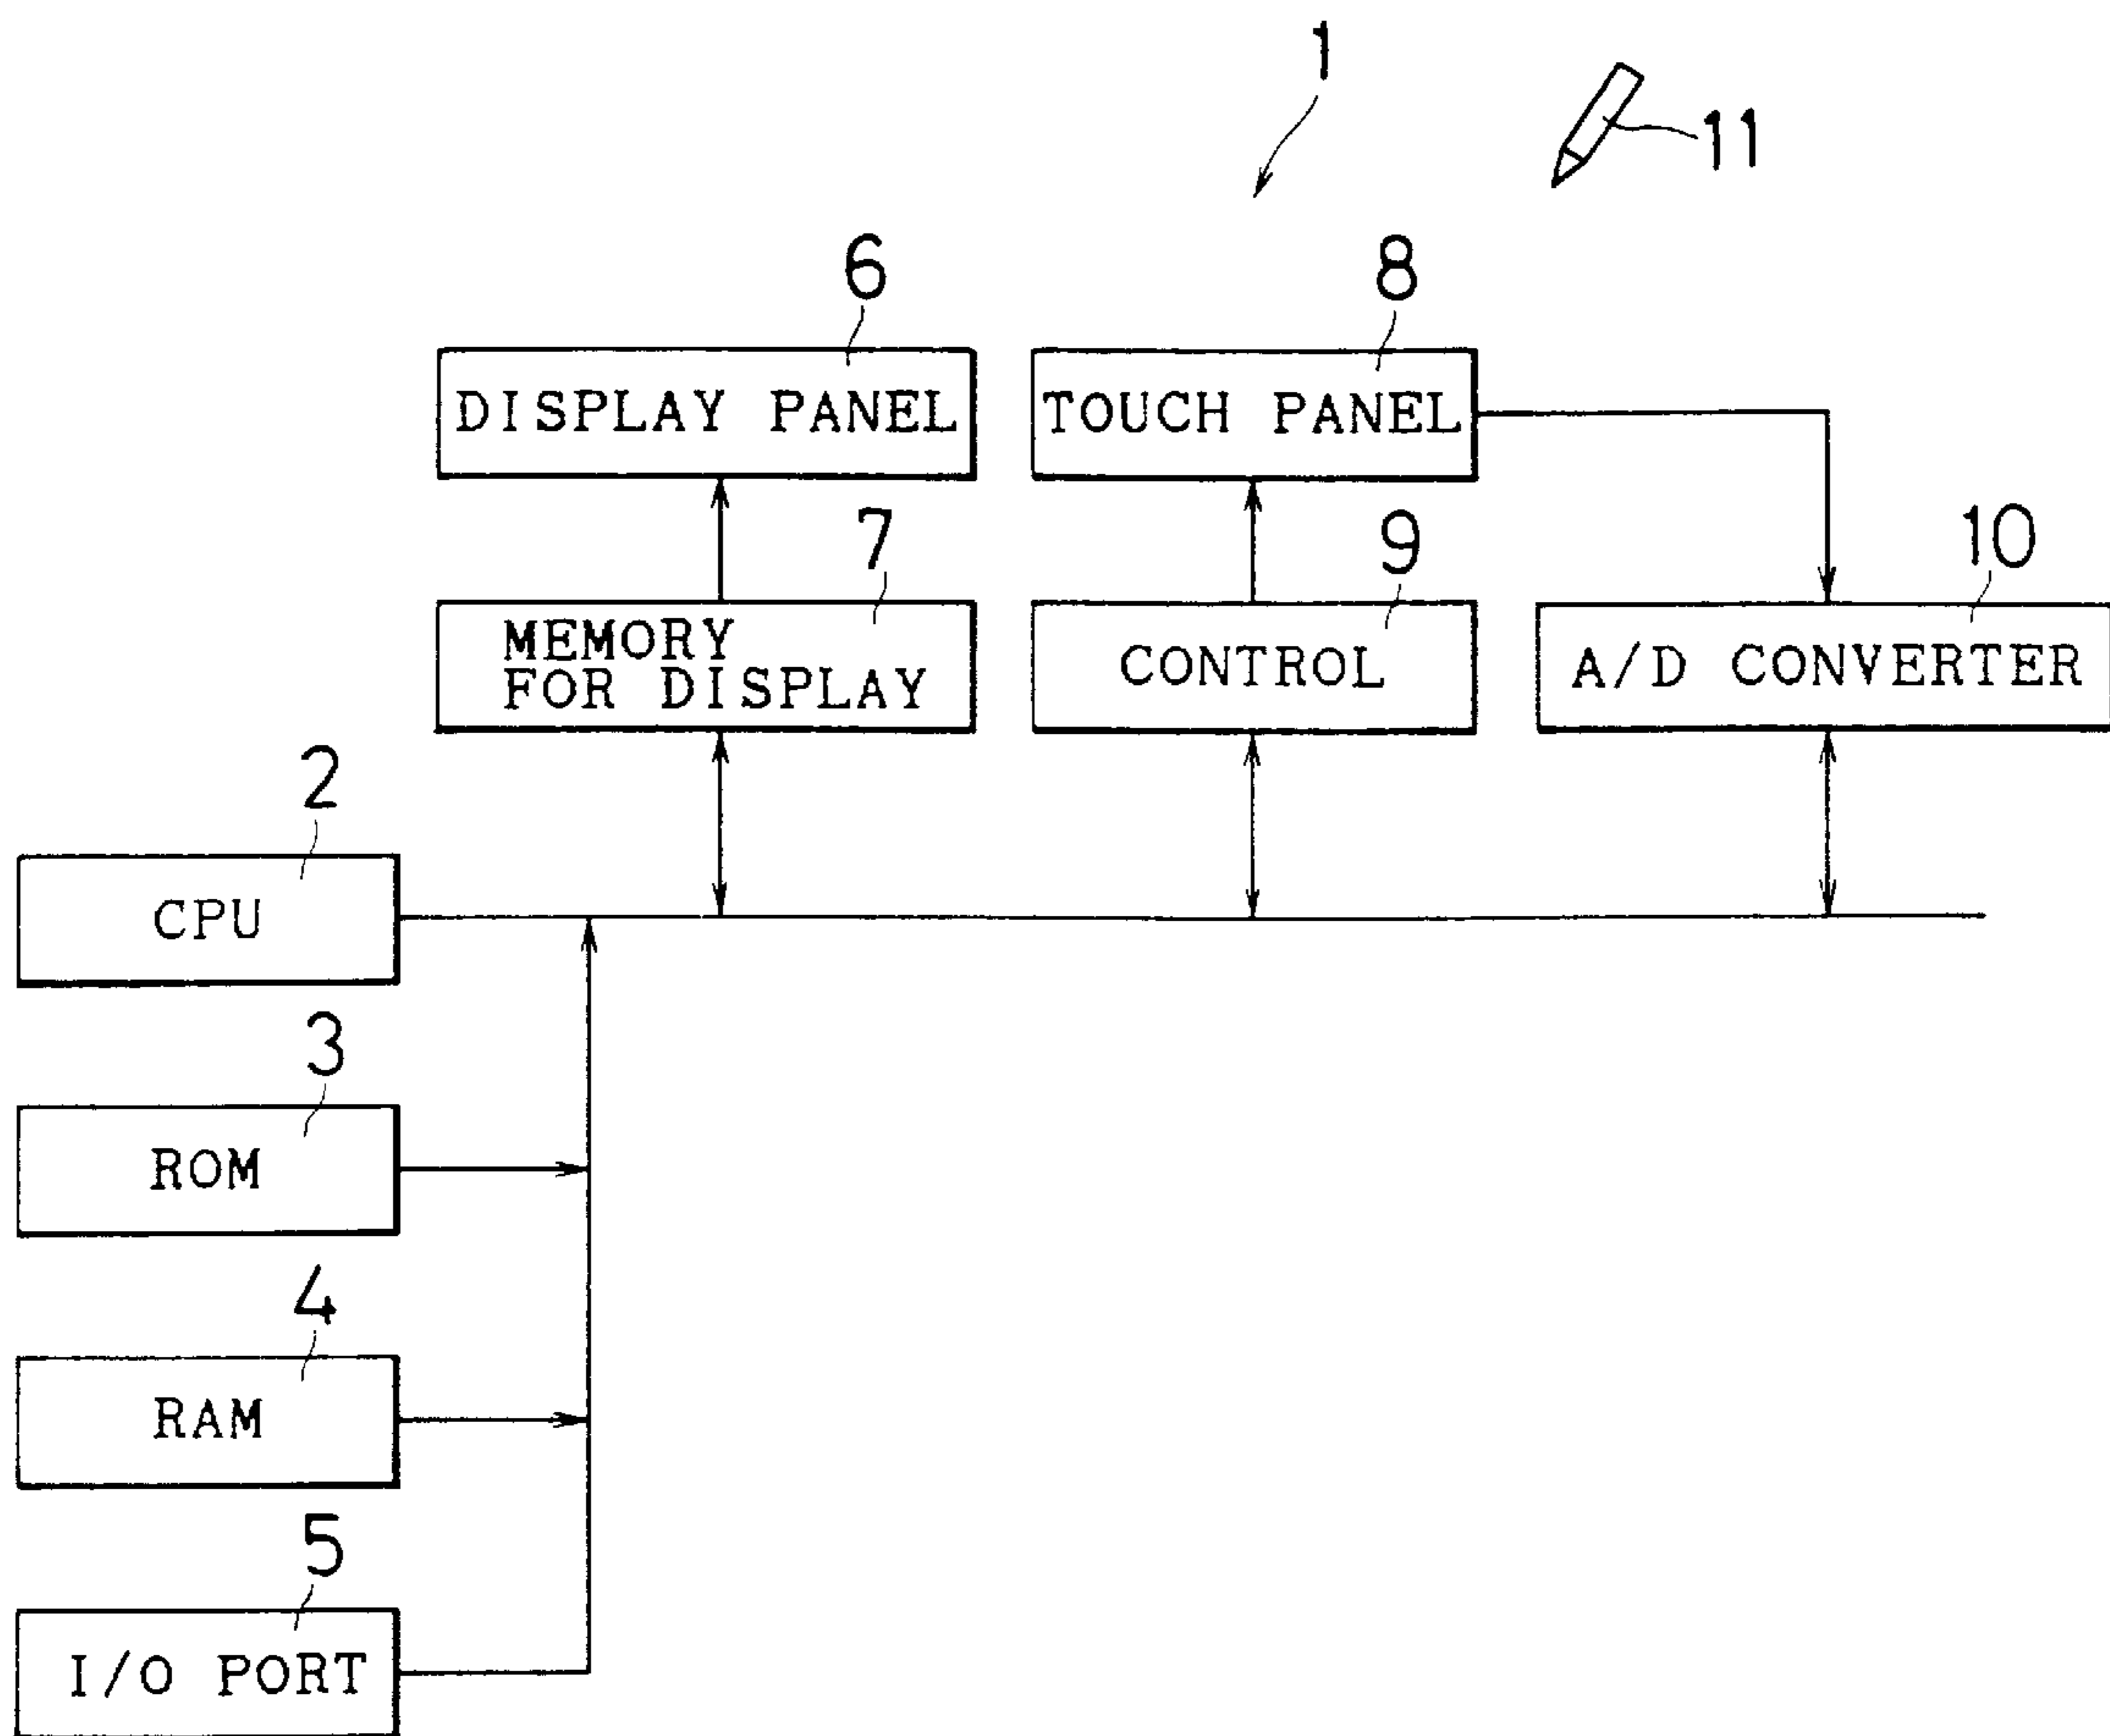 1
11
6
8
DISPLAY PANEL
TOUCH PANEL
7
9
10
MEMORY
FOR DISPLAY
CONTROL
A/D CONVERTER
2
CPU
3
ROM
4
RAM
5
I/O PORT